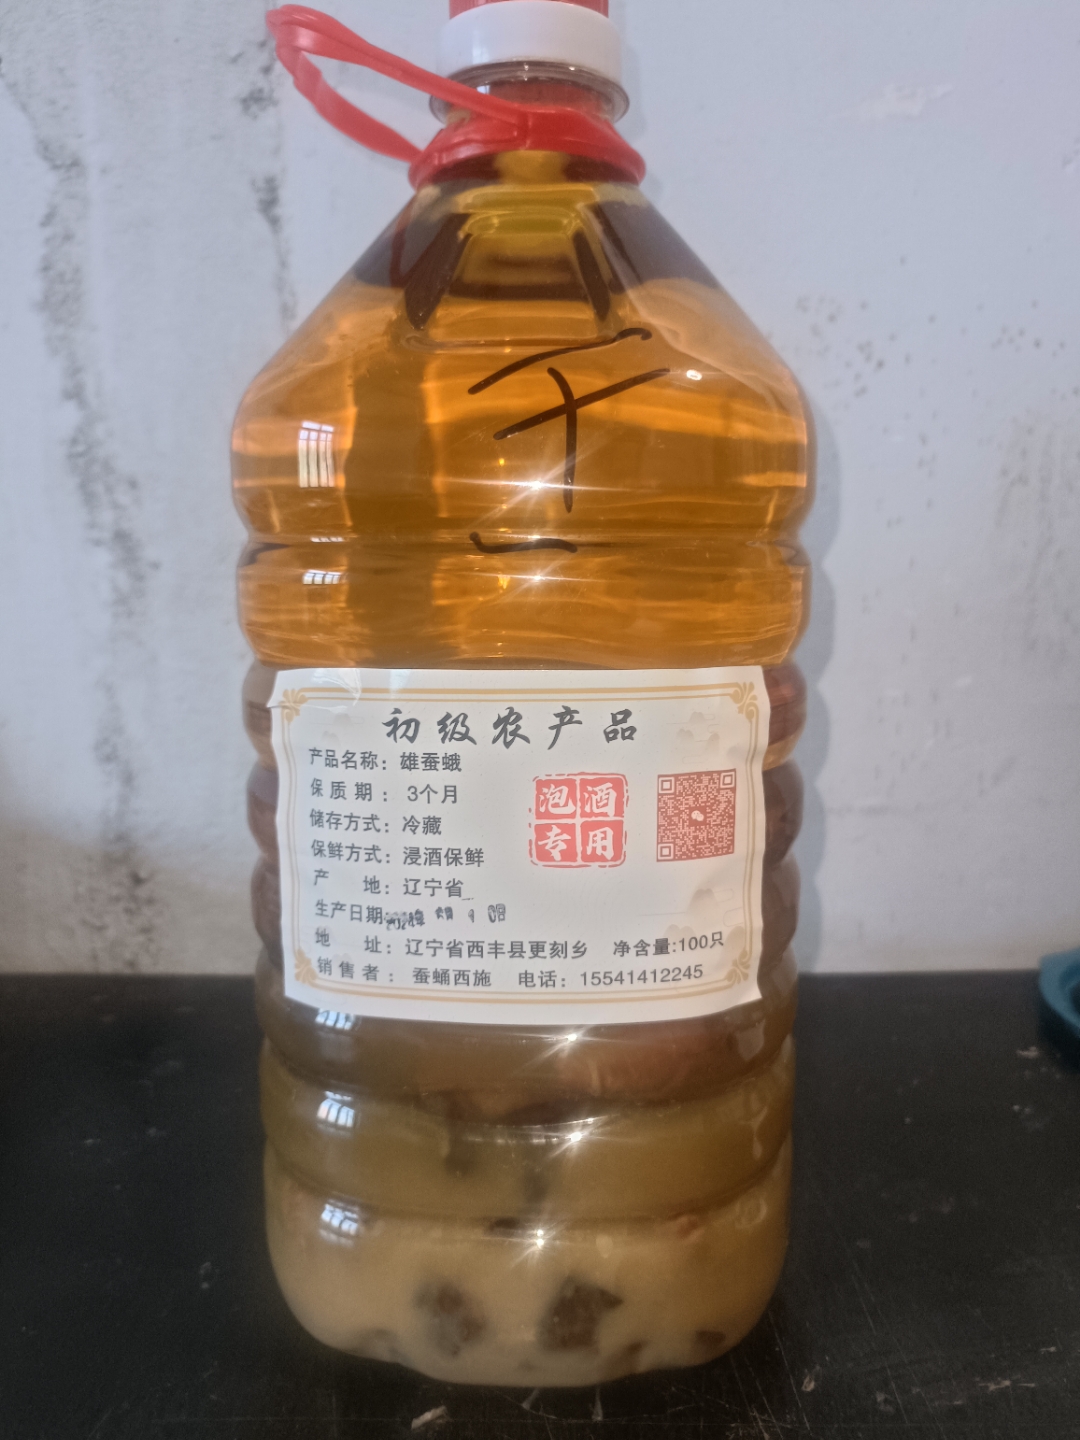 干
初级农产品
产品名称：雄蚕蛾
保质期：3个月
储存方式：冷藏
保鲜方式：浸酒保鲜
产地：辽宁省
生产日期:
地址：辽宁省西丰县更刻乡 净含量:100只
销售者：蚕蛹西施 电话：15541412245
泡酒
专用